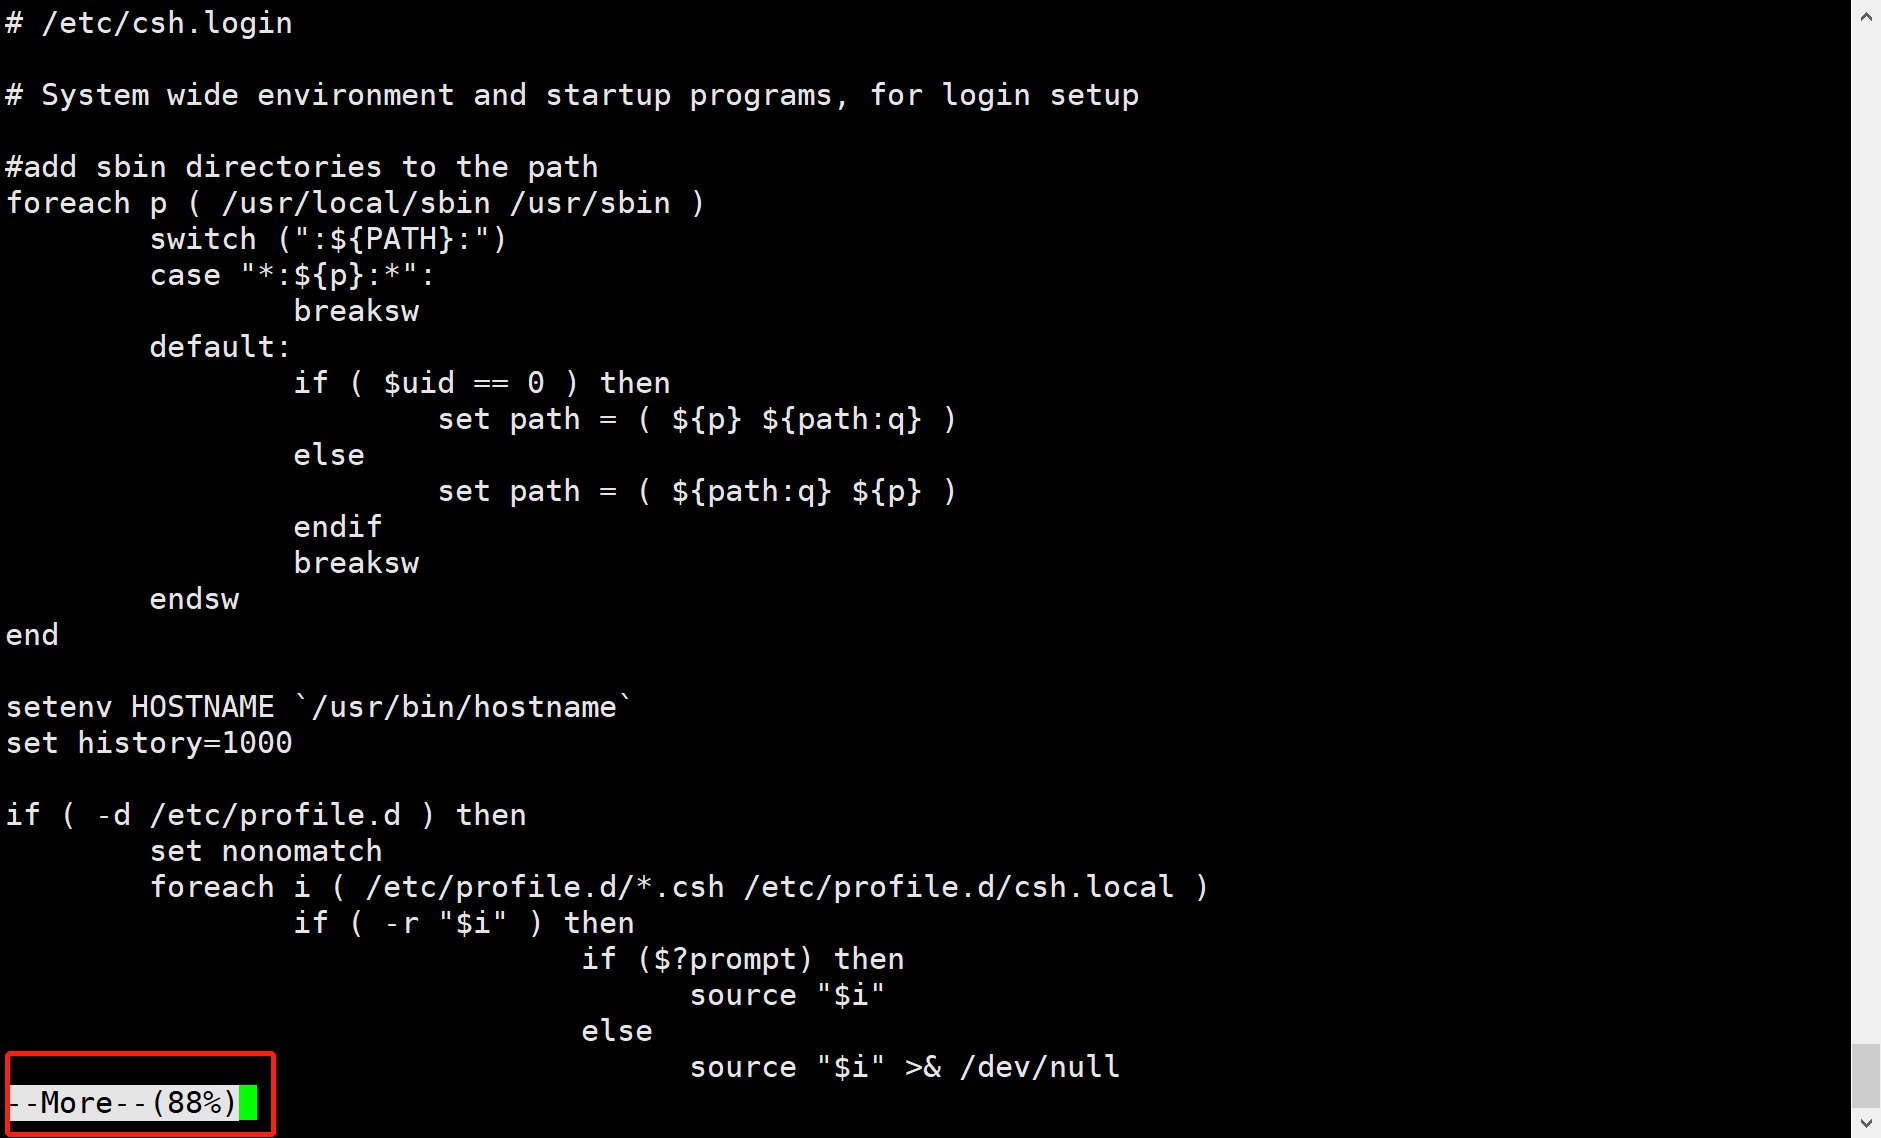 # /etc/csh.login
# System wide environment and startup programs, for login setup
#add sbin directories to the path
foreach p ( /usr/local/sbin /usr/sbin )
        switch (":${PATH}:")
        case "*:${p}:*":
                breaksw
        default:
                if ( $uid == 0 ) then
                        set path = ( ${p} ${path:q} )
                else
                        set path = ( ${path:q} ${p} )
                endif
                breaksw
        endsw
end
setenv HOSTNAME `/usr/bin/hostname`
set history=1000
if ( -d /etc/profile.d ) then
        set nonomatch
        foreach i ( /etc/profile.d/*.csh /etc/profile.d/csh.local )
                if ( -r "$i" ) then
                                if ($?prompt) then
                                      source "$i"
                                else
                                      source "$i" >& /dev/null
--More--(88%)